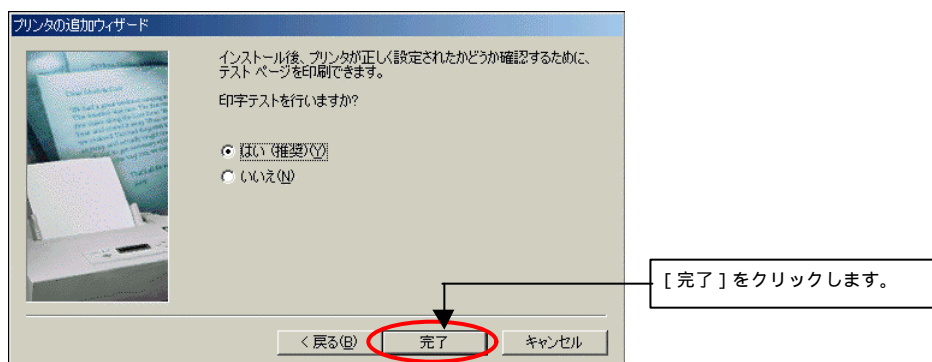 プリンタの追加ウィザード
インストール後、プリンタが正しく設定されたかどうか確認するために、
テスト ページを印刷できます。
印字テストを行いますか?
はい (推奨)(Y)
いいえ(N)
[ 完了 ] をクリックします。
< 戻る(B)
完了
キャンセル